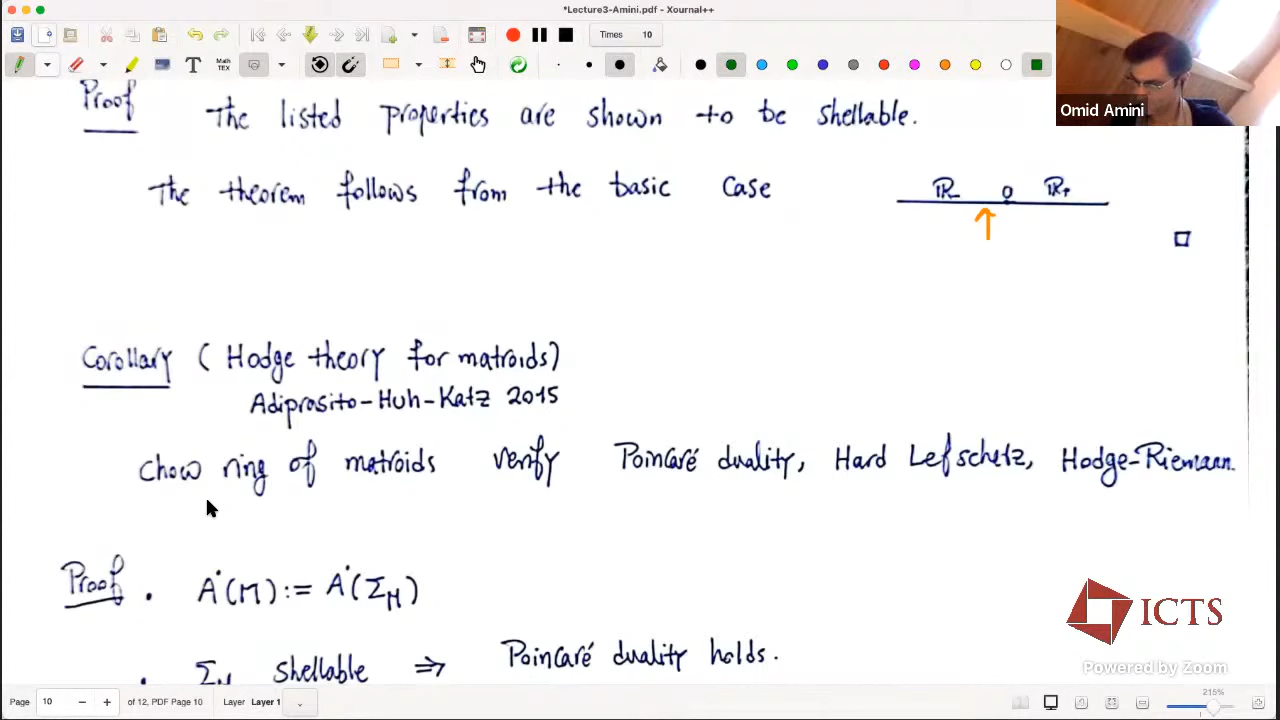 *Lecture3-Amini.pdf - Xournal++
Times 10
Math TEX
Omid Amini
Proof The listed properties are shown to be shellable.
The theorem follows from the basic case
ℝ₋ 0 ℝ₊
Corollary ( Hodge theory for matroids)
Adiprasito-Huh-Katz 2015
Chow ring of matroids verify Poincaré duality, Hard Lefschetz, Hodge-Riemann.
Proof . A˙(M) := A˙(Σ_M)
. Σ_M shellable ⇒ Poincaré duality holds.
ICTS
Powered by Zoom
Page 10 of 12, PDF Page 10 Layer Layer 1 215%